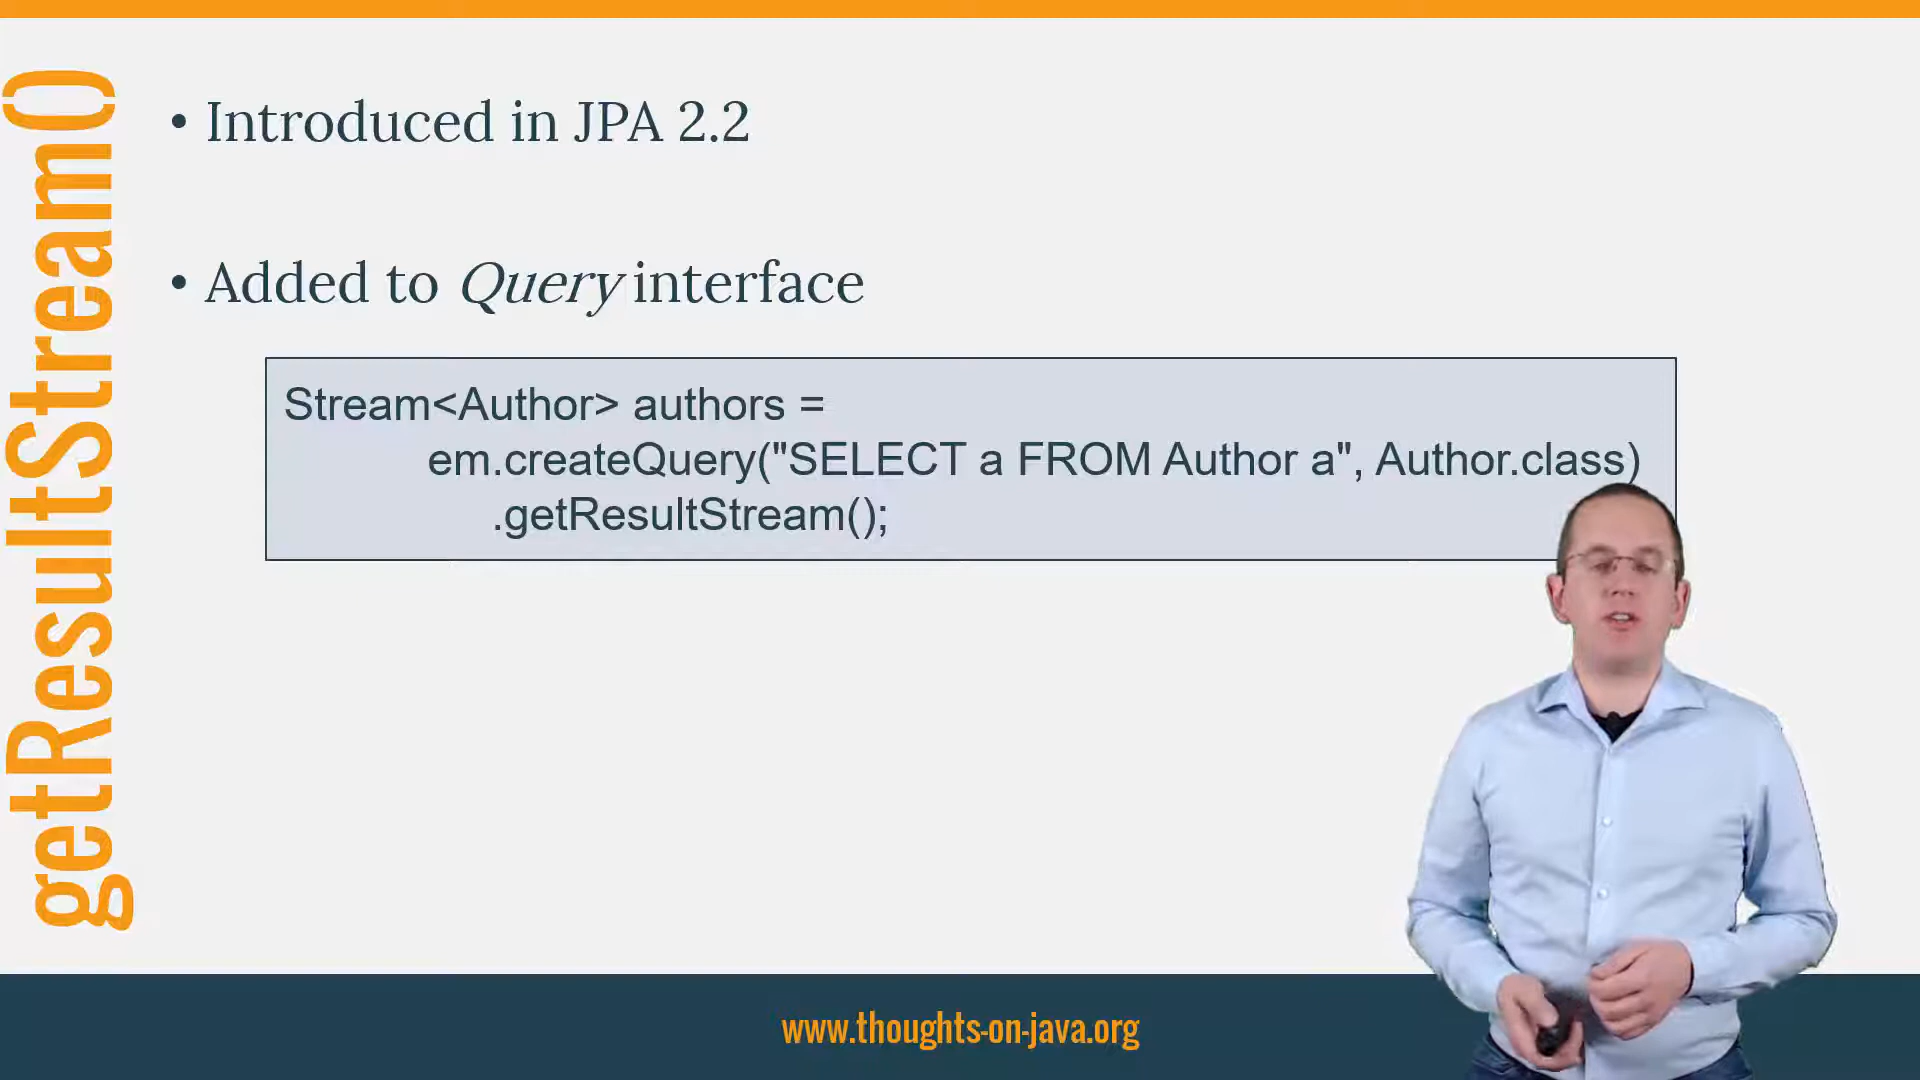 getResultStream()
• Introduced in JPA 2.2
• Added to Query interface
Stream<Author> authors =
em.createQuery("SELECT a FROM Author a", Author.class)
.getResultStream();
www.thoughts-on-java.org